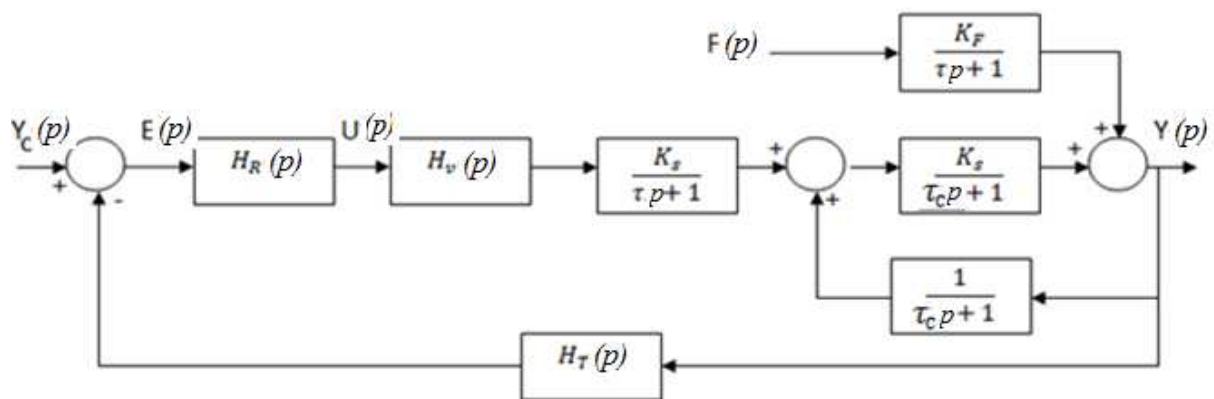 F(p)
K_F
τp+1
Y_C(p)
E(p)
U(p)
Y(p)
H_R(p)
H_v(p)
K_s
τ p+1
K_s
τ_C p+1
+
-
+
+
+
+
1
τ_C p+1
H_T(p)